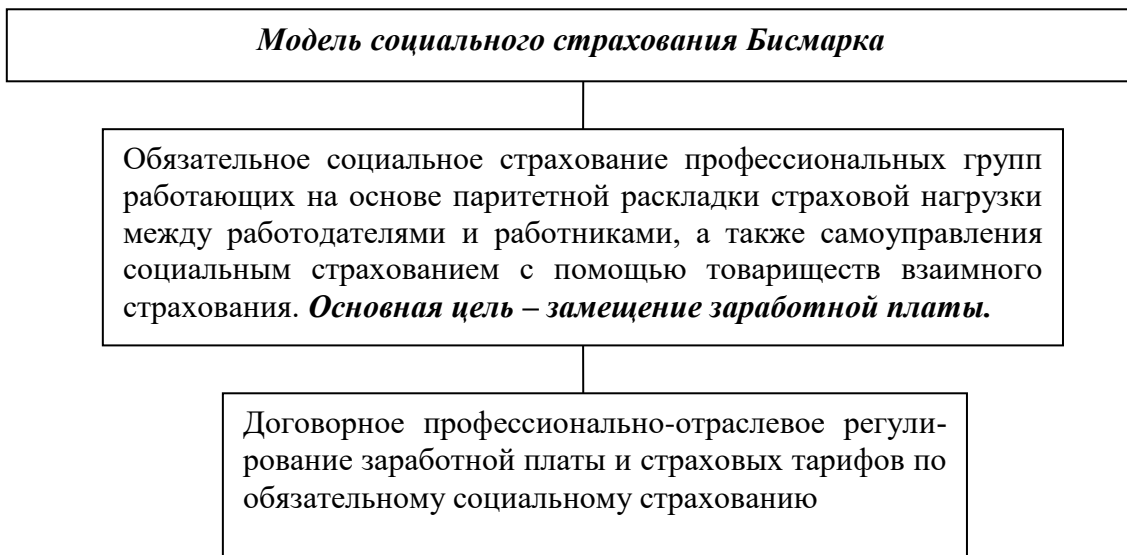 Модель социального страхования Бисмарка
Обязательное социальное страхование профессиональных групп
работающих на основе паритетной раскладки страховой нагрузки
между работодателями и работниками, а также самоуправления
социальным страхованием с помощью товариществ взаимного
страхования. Основная цель – замещение заработной платы.
Договорное профессионально-отраслевое регули-
рование заработной платы и страховых тарифов по
обязательному социальному страхованию